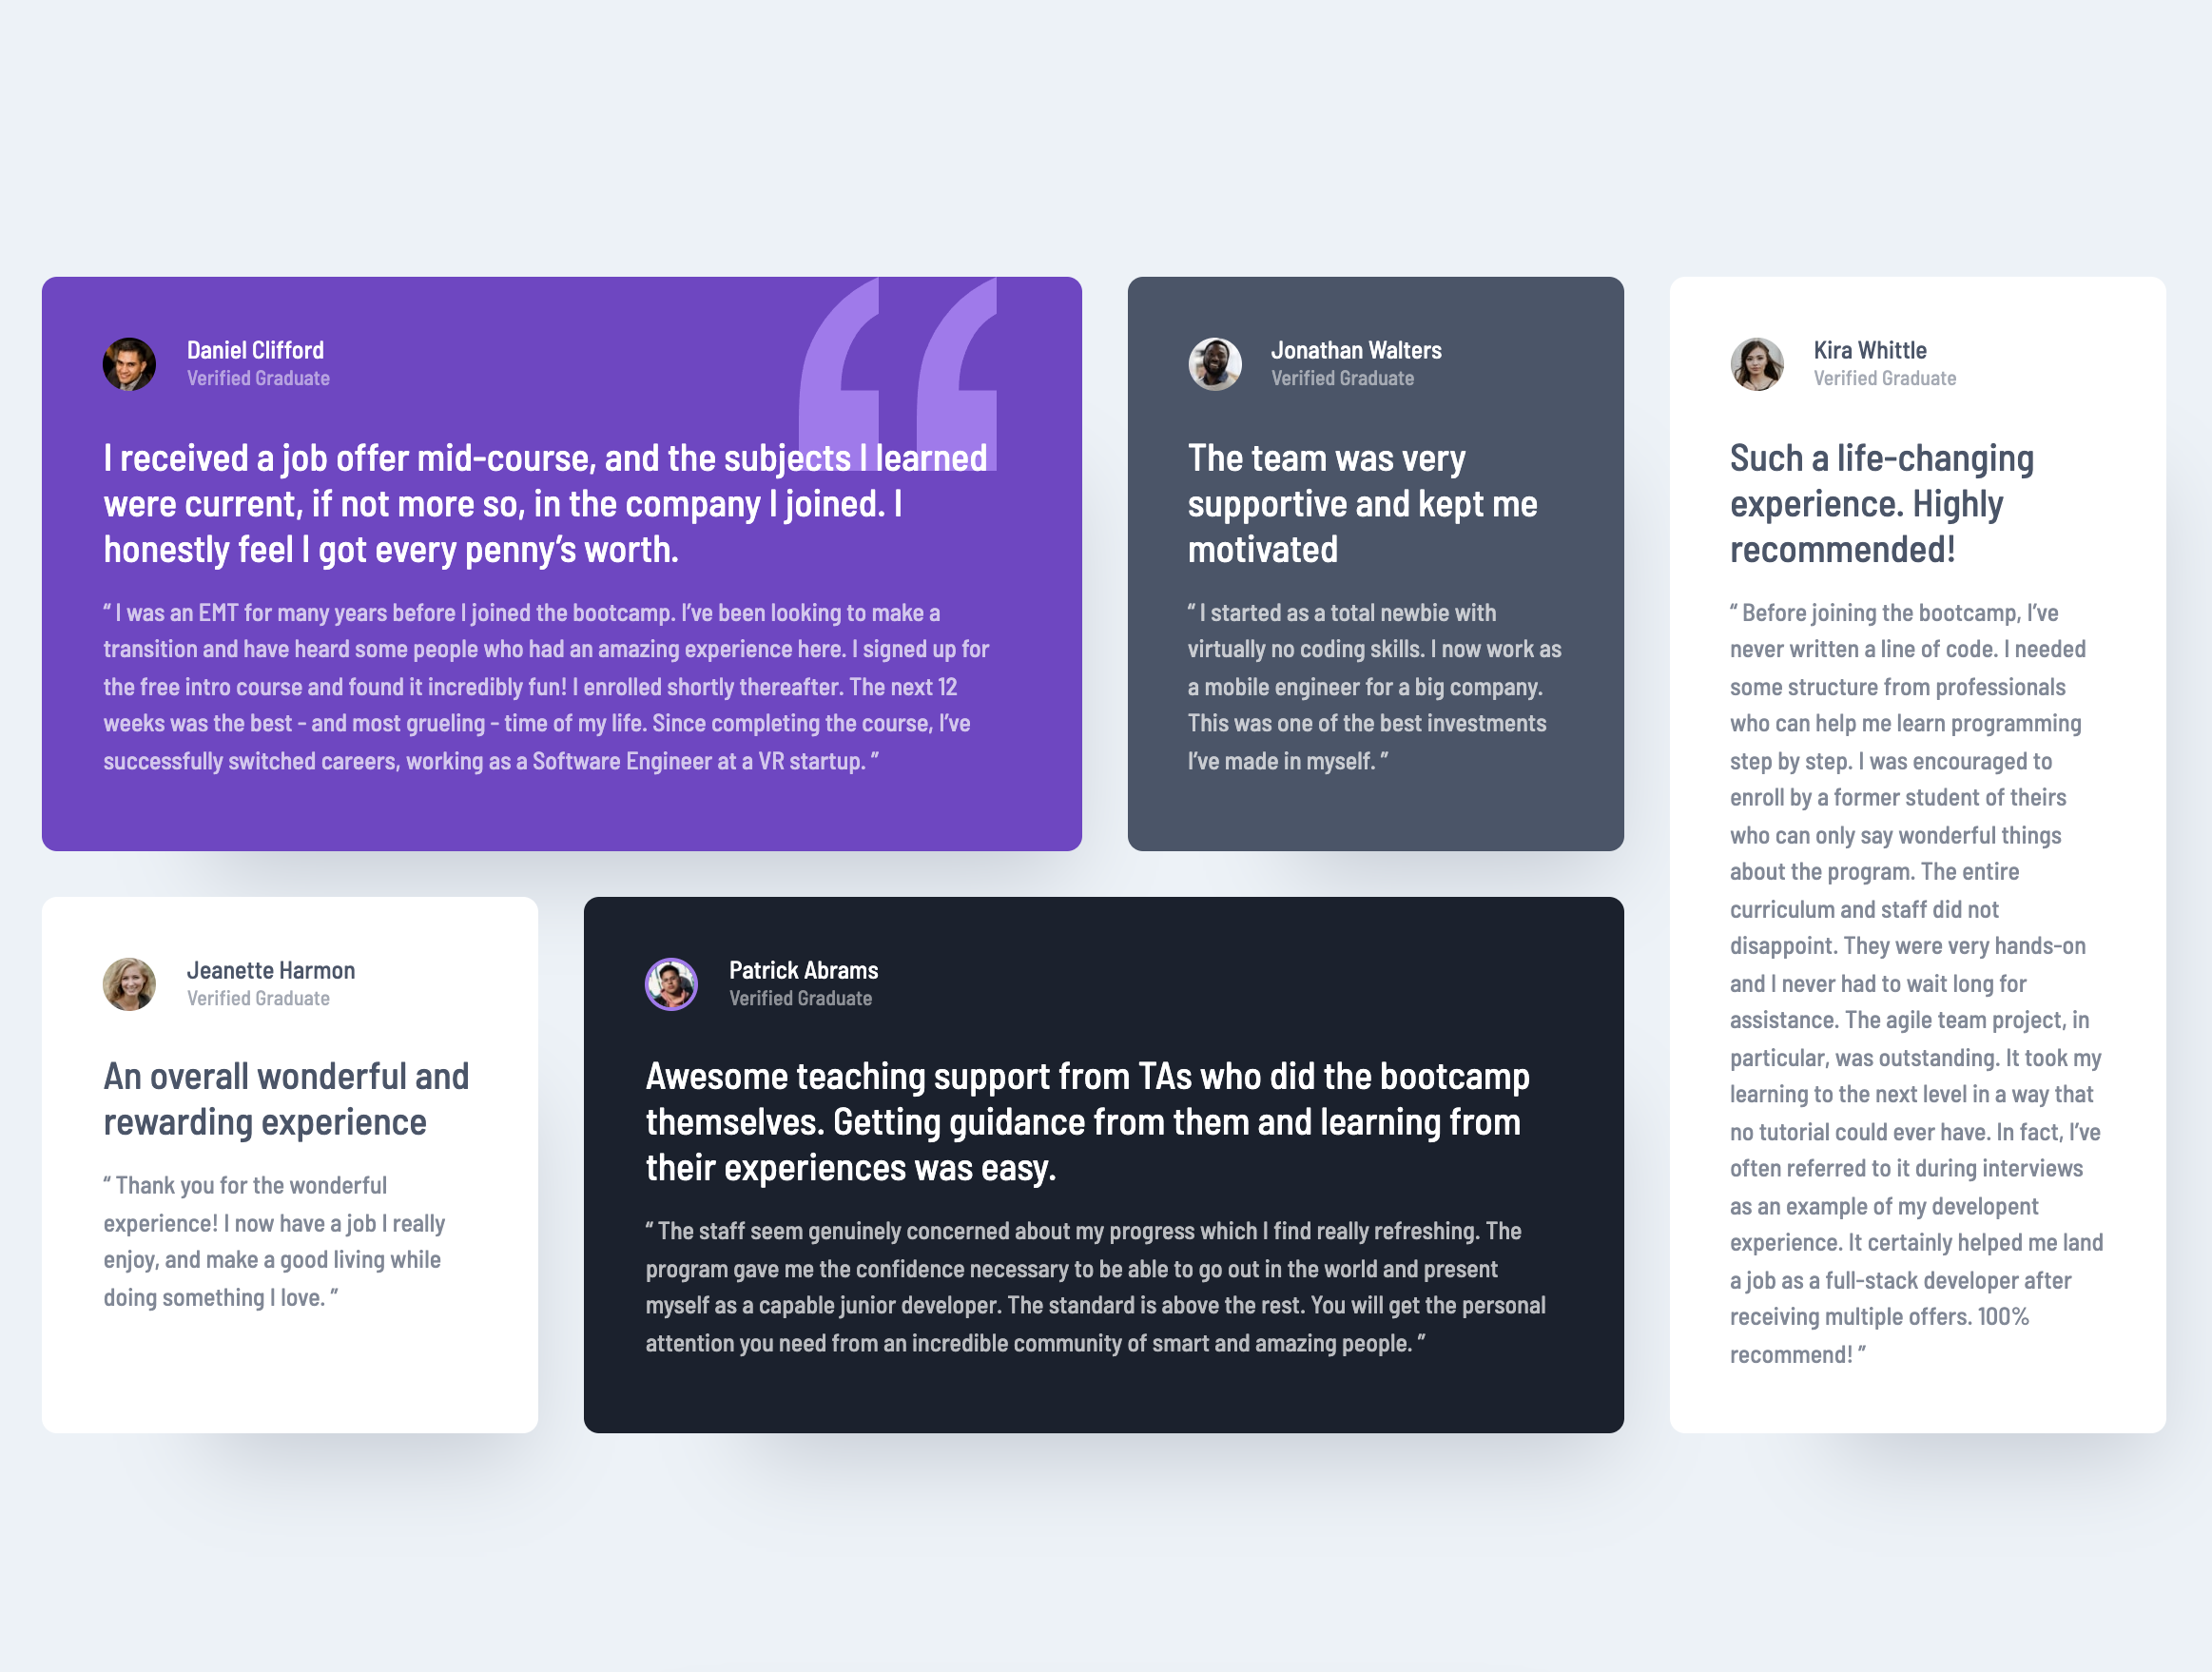 Daniel Clifford
Verified Graduate
I received a job offer mid-course, and the subjects I learned
were current, if not more so, in the company I joined. I
honestly feel I got every penny’s worth.
“ I was an EMT for many years before I joined the bootcamp. I’ve been looking to make a
transition and have heard some people who had an amazing experience here. I signed up for
the free intro course and found it incredibly fun! I enrolled shortly thereafter. The next 12
weeks was the best - and most grueling - time of my life. Since completing the course, I’ve
successfully switched careers, working as a Software Engineer at a VR startup. ”
Jonathan Walters
Verified Graduate
The team was very
supportive and kept me
motivated
“ I started as a total newbie with
virtually no coding skills. I now work as
a mobile engineer for a big company.
This was one of the best investments
I’ve made in myself. ”
Kira Whittle
Verified Graduate
Such a life-changing
experience. Highly
recommended!
“ Before joining the bootcamp, I’ve
never written a line of code. I needed
some structure from professionals
who can help me learn programming
step by step. I was encouraged to
enroll by a former student of theirs
who can only say wonderful things
about the program. The entire
curriculum and staff did not
disappoint. They were very hands-on
and I never had to wait long for
assistance. The agile team project, in
particular, was outstanding. It took my
learning to the next level in a way that
no tutorial could ever have. In fact, I’ve
often referred to it during interviews
as an example of my developent
experience. It certainly helped me land
a job as a full-stack developer after
receiving multiple offers. 100%
recommend! ”
Jeanette Harmon
Verified Graduate
An overall wonderful and
rewarding experience
“ Thank you for the wonderful
experience! I now have a job I really
enjoy, and make a good living while
doing something I love. ”
Patrick Abrams
Verified Graduate
Awesome teaching support from TAs who did the bootcamp
themselves. Getting guidance from them and learning from
their experiences was easy.
“ The staff seem genuinely concerned about my progress which I find really refreshing. The
program gave me the confidence necessary to be able to go out in the world and present
myself as a capable junior developer. The standard is above the rest. You will get the personal
attention you need from an incredible community of smart and amazing people. ”